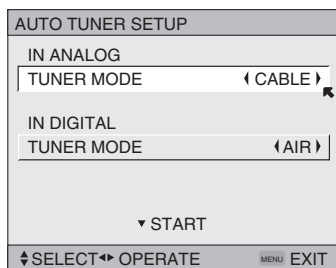 AUTO TUNER SETUP
IN ANALOG
TUNER MODE CABLE
IN DIGITAL
TUNER MODE AIR
START
SELECT OPERATE MENU EXIT